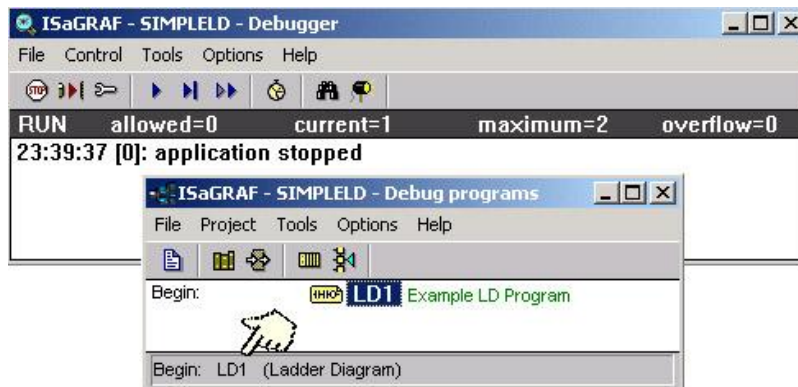 ISaGRAF - SIMPLELD - Debugger
File Control Tools Options Help
STOP
RUN allowed=0 current=1 maximum=2 overflow=0
23:39:37 [0]: application stopped
ISaGRAF - SIMPLELD - Debug programs
File Project Tools Options Help
Begin: LD1 Example LD Program
Begin: LD1 (Ladder Diagram)